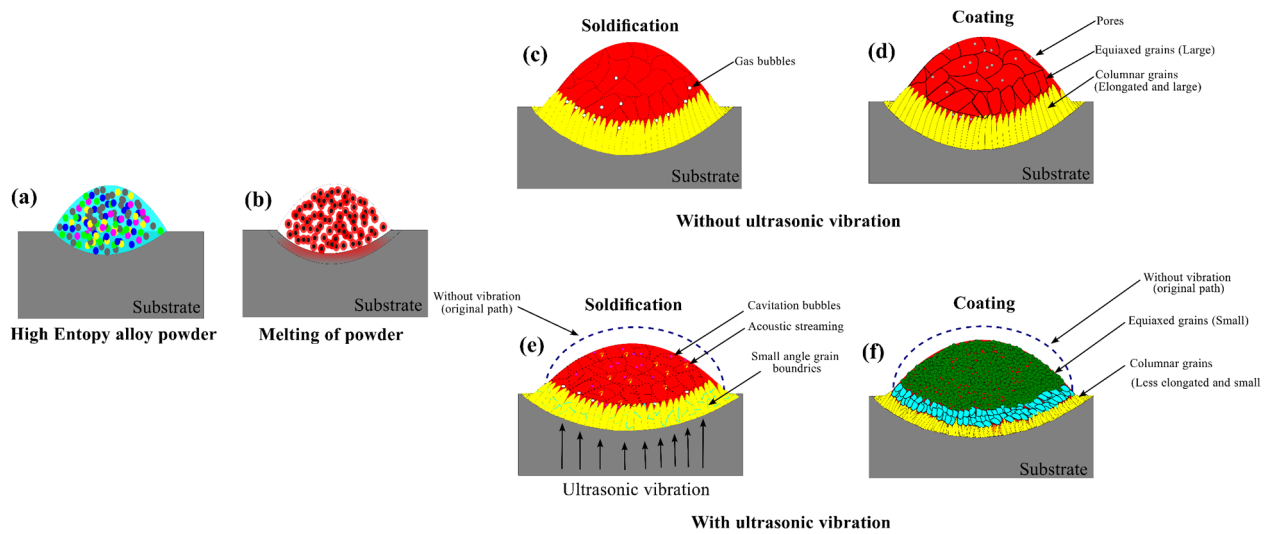 (a)
Substrate
High Entropy alloy powder
(b)
Substrate
Melting of powder
Soldification
(c)
Gas bubbles
Substrate
Coating
(d)
Pores
Equiaxed grains (Large)
Columnar grains
(Elongated and large)
Substrate
Without ultrasonic vibration
Without vibration
(original path)
Soldification
(e)
Cavitation bubbles
Acoustic streaming
Small angle grain
boundries
Ultrasonic vibration
Coating
(f)
Without vibration
(original path)
Equiaxed grains (Small)
Columnar grains
(Less elongated and small
Substrate
With ultrasonic vibration